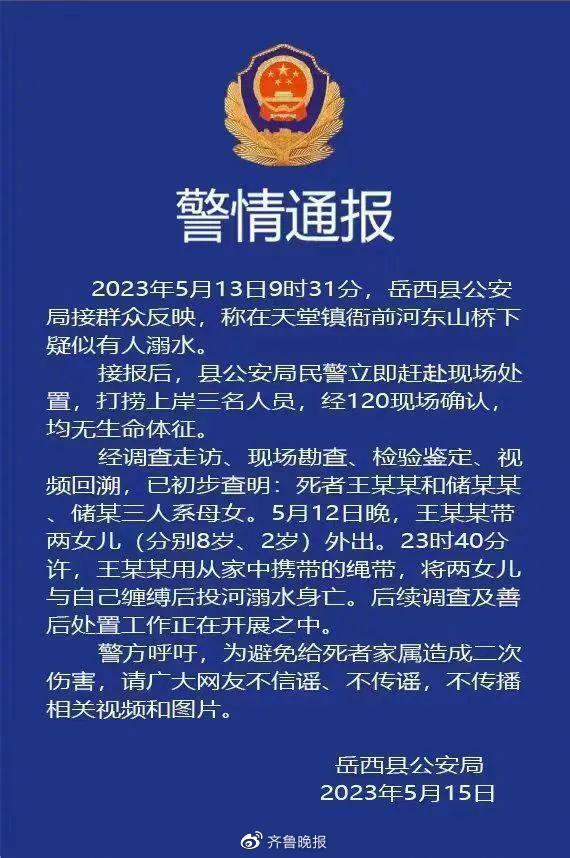 警情通报
2023年5月13日9时31分，岳西县公安
局接群众反映，称在天堂镇衙前河东山桥下
疑似有人溺水。
接报后，县公安局民警立即赶赴现场处
置，打捞上岸三名人员，经120现场确认，
均无生命体征。
经调查走访、现场勘查、检验鉴定、视
频回溯，已初步查明：死者王某某和储某某
、储某三人系母女。5月12日晚，王某某带
两女儿（分别8岁、2岁）外出。23时40分
许，王某某用从家中携带的绳带，将两女儿
与自己缠缚后投河溺水身亡。后续调查及善
后处置工作正在开展之中。
警方呼吁，为避免给死者家属造成二次
伤害，请广大网友不信谣、不传谣，不传播
相关视频和图片。
岳西县公安局
2023年5月15日
齐鲁晚报